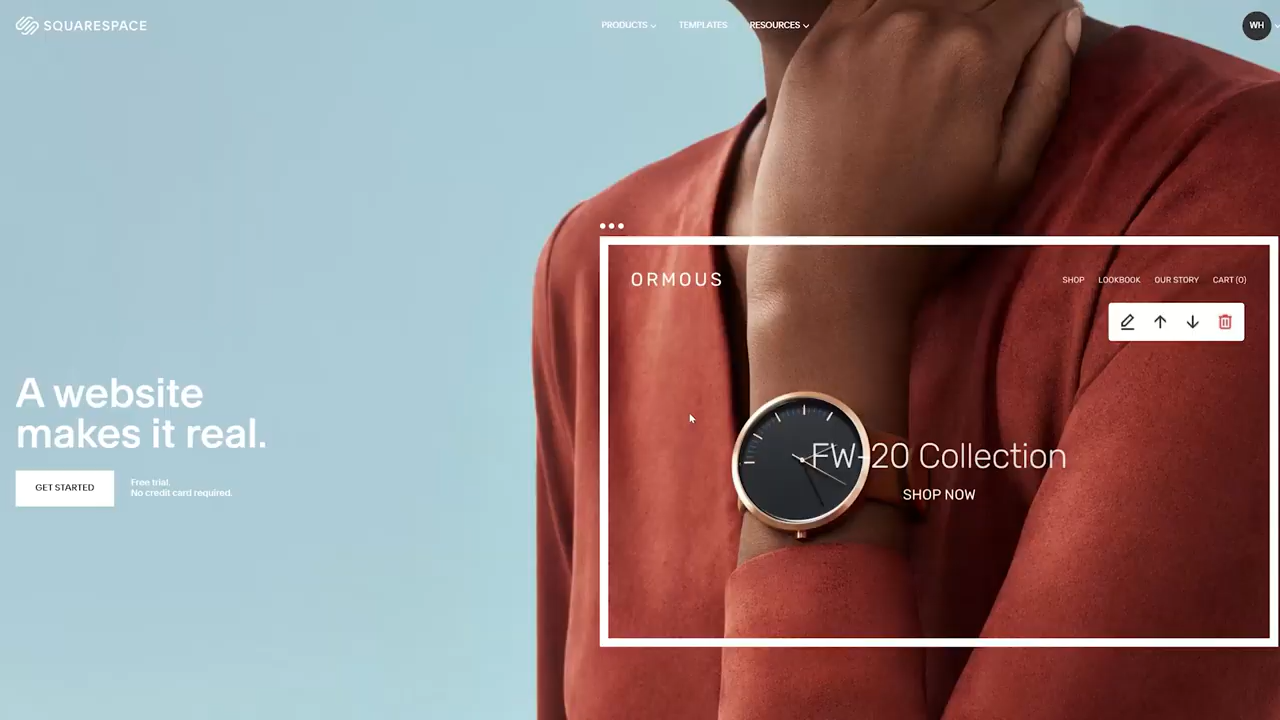 SQUARESPACE
PRODUCTS
TEMPLATES
RESOURCES
WH
ORMOUS
SHOP
LOOKBOOK
OUR STORY
CART (0)
A website
makes it real.
GET STARTED
Free trial.
No credit card required.
FW-20 Collection
SHOP NOW